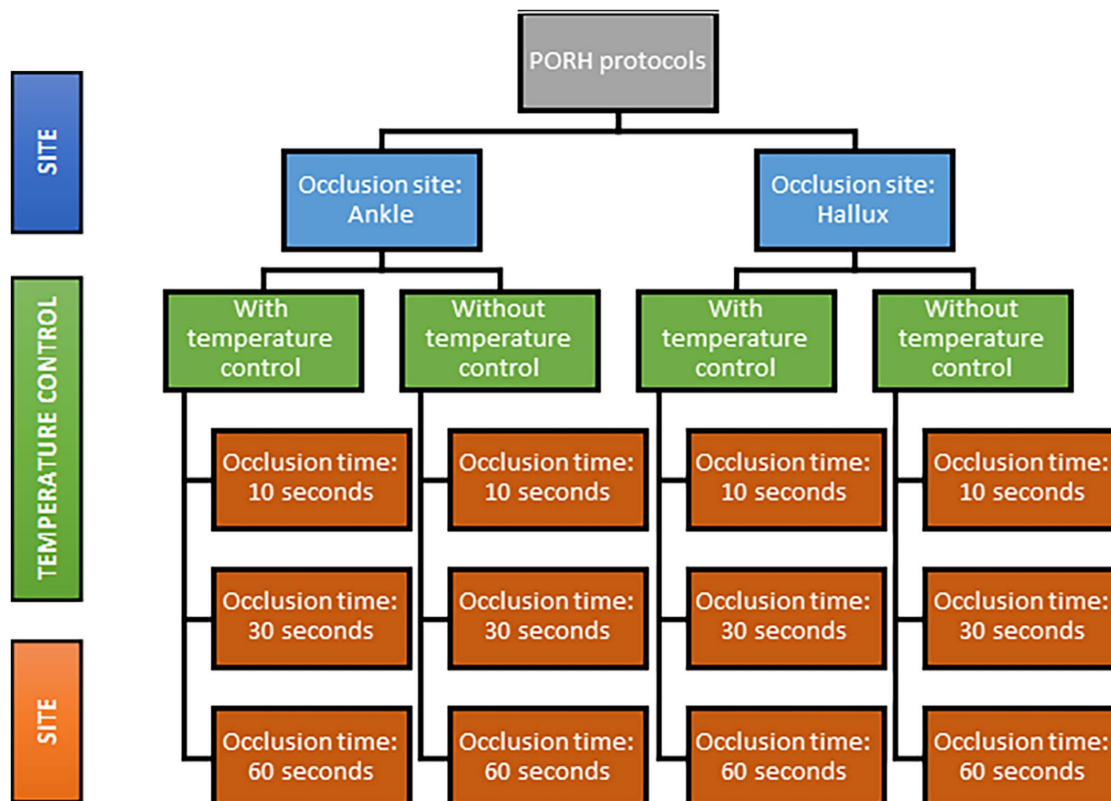 PORH protocols
SITE
Occlusion site:
Ankle
Occlusion site:
Hallux
TEMPERATURE CONTROL
With
temperature
control
Without
temperature
control
With
temperature
control
Without
temperature
control
Occlusion time:
10 seconds
Occlusion time:
10 seconds
Occlusion time:
10 seconds
Occlusion time:
10 seconds
Occlusion time:
30 seconds
Occlusion time:
30 seconds
Occlusion time:
30 seconds
Occlusion time:
30 seconds
SITE
Occlusion time:
60 seconds
Occlusion time:
60 seconds
Occlusion time:
60 seconds
Occlusion time:
60 seconds